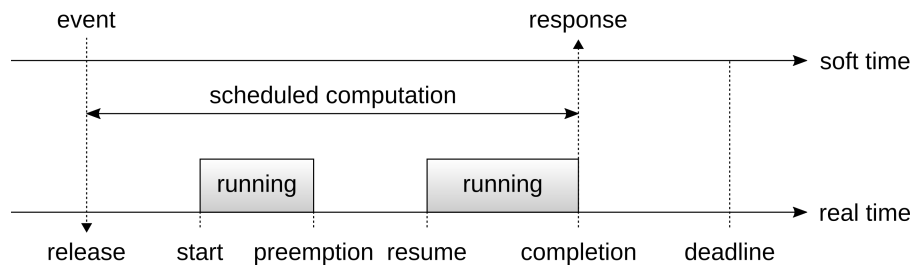 event response
soft time
scheduled computation
running running
real time
release start preemption resume completion deadline